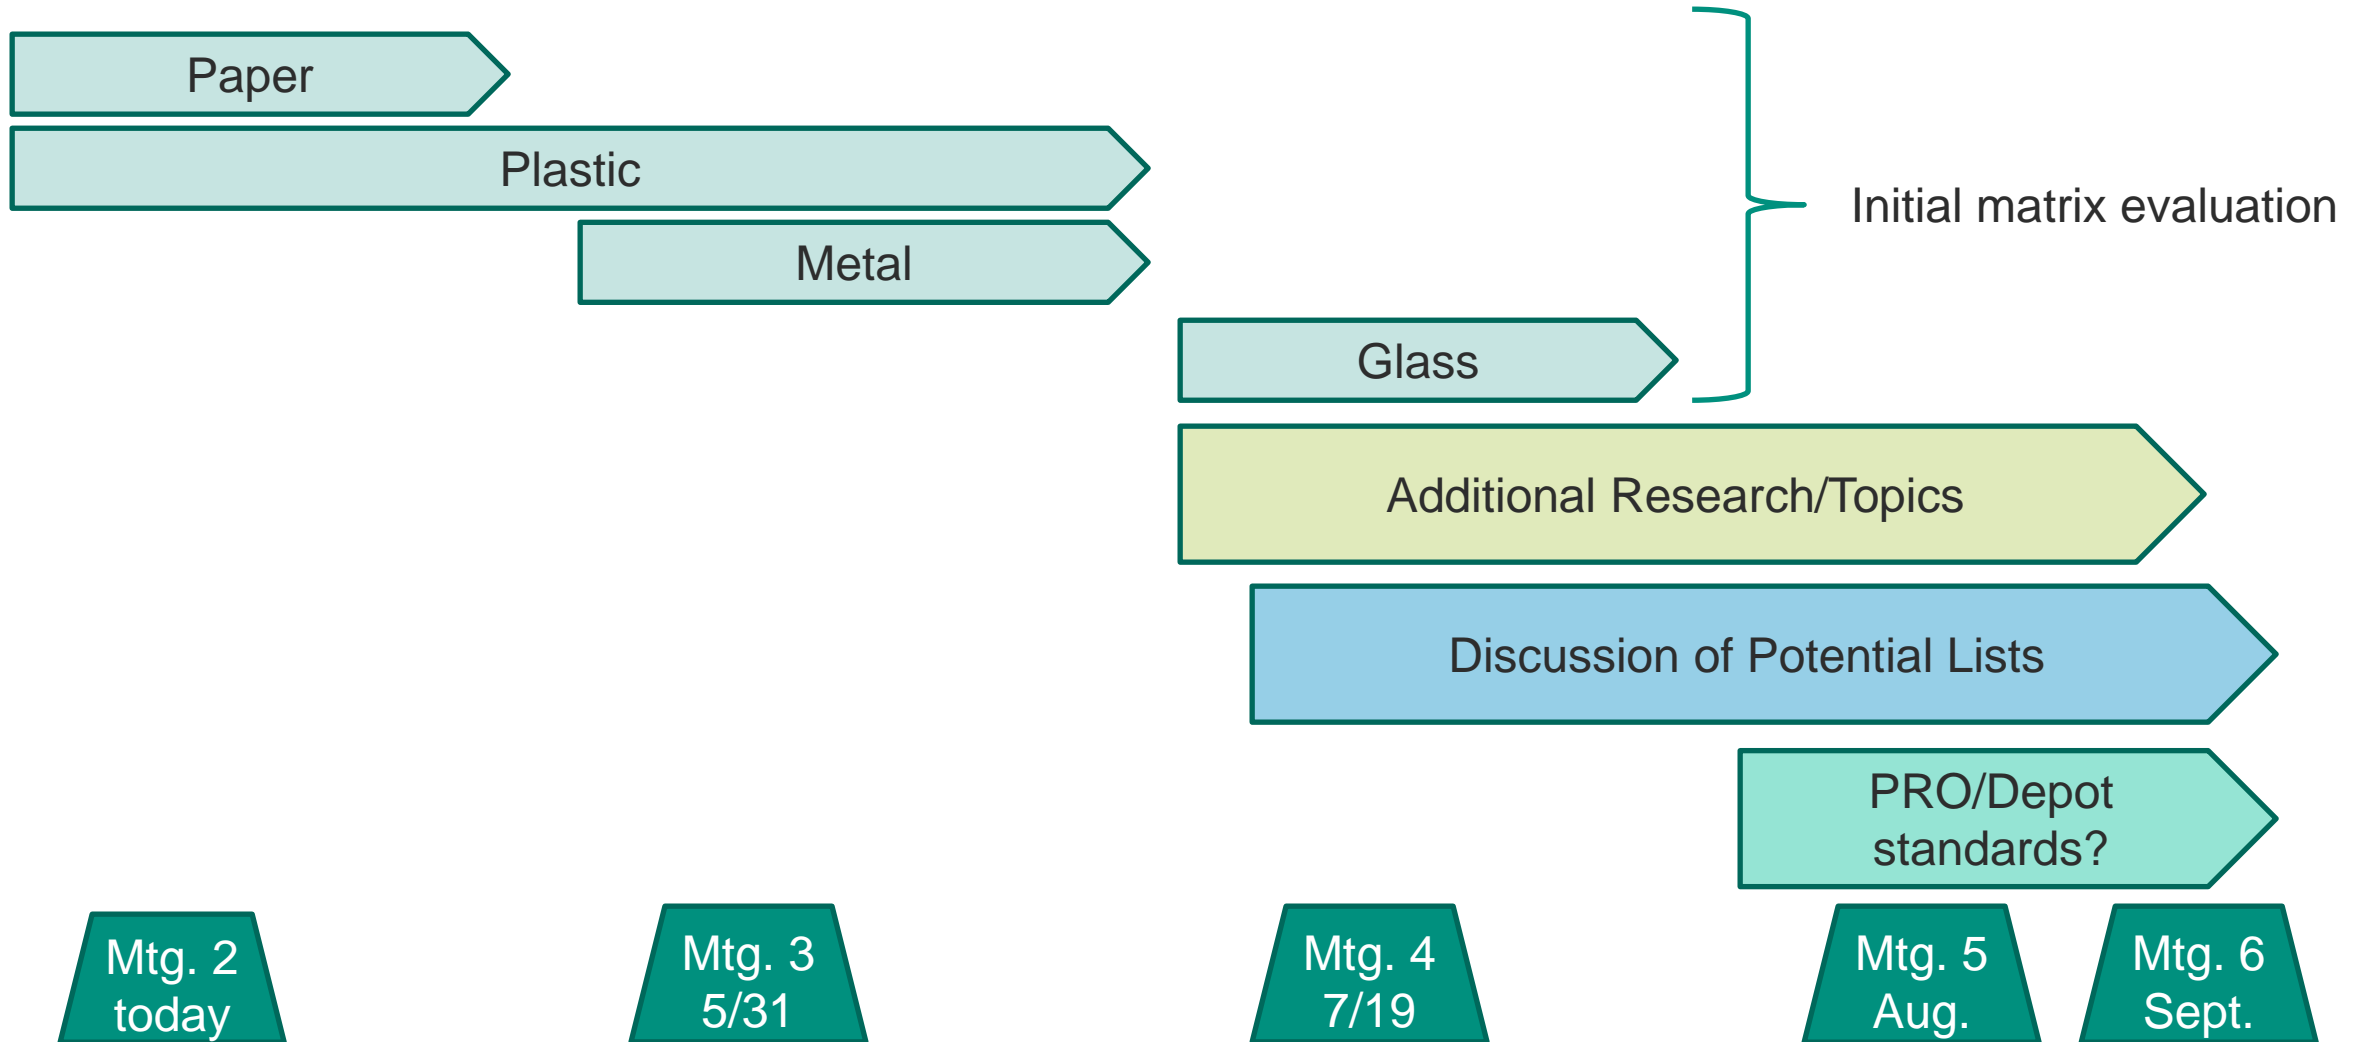 Paper
Plastic
Initial matrix evaluation
Metal
Glass
Additional Research/Topics
Discussion of Potential Lists
PRO/Depot
standards?
Mtg. 2
today
Mtg. 3
5/31
Mtg. 4
7/19
Mtg. 5
Aug.
Mtg. 6
Sept.